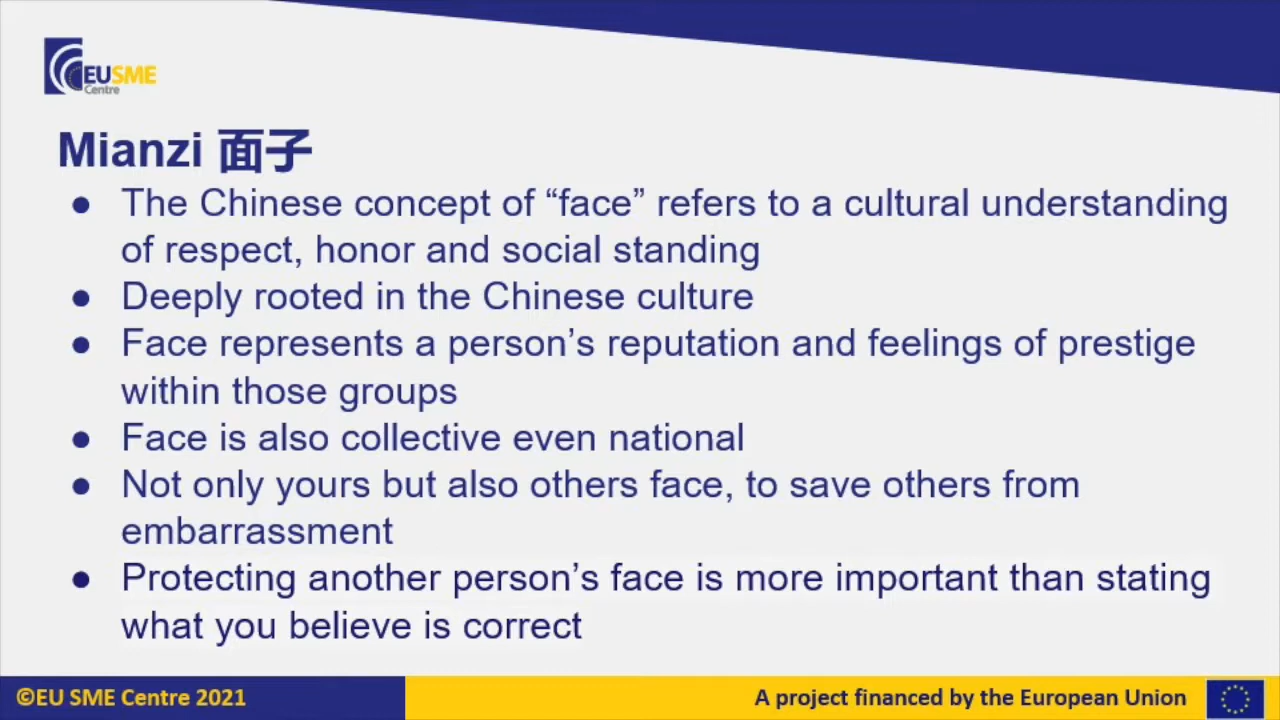 EUSME
Centre
Mianzi 面子
● The Chinese concept of “face” refers to a cultural understanding
of respect, honor and social standing
● Deeply rooted in the Chinese culture
● Face represents a person’s reputation and feelings of prestige
within those groups
● Face is also collective even national
● Not only yours but also others face, to save others from
embarrassment
● Protecting another person’s face is more important than stating
what you believe is correct
©EU SME Centre 2021
A project financed by the European Union